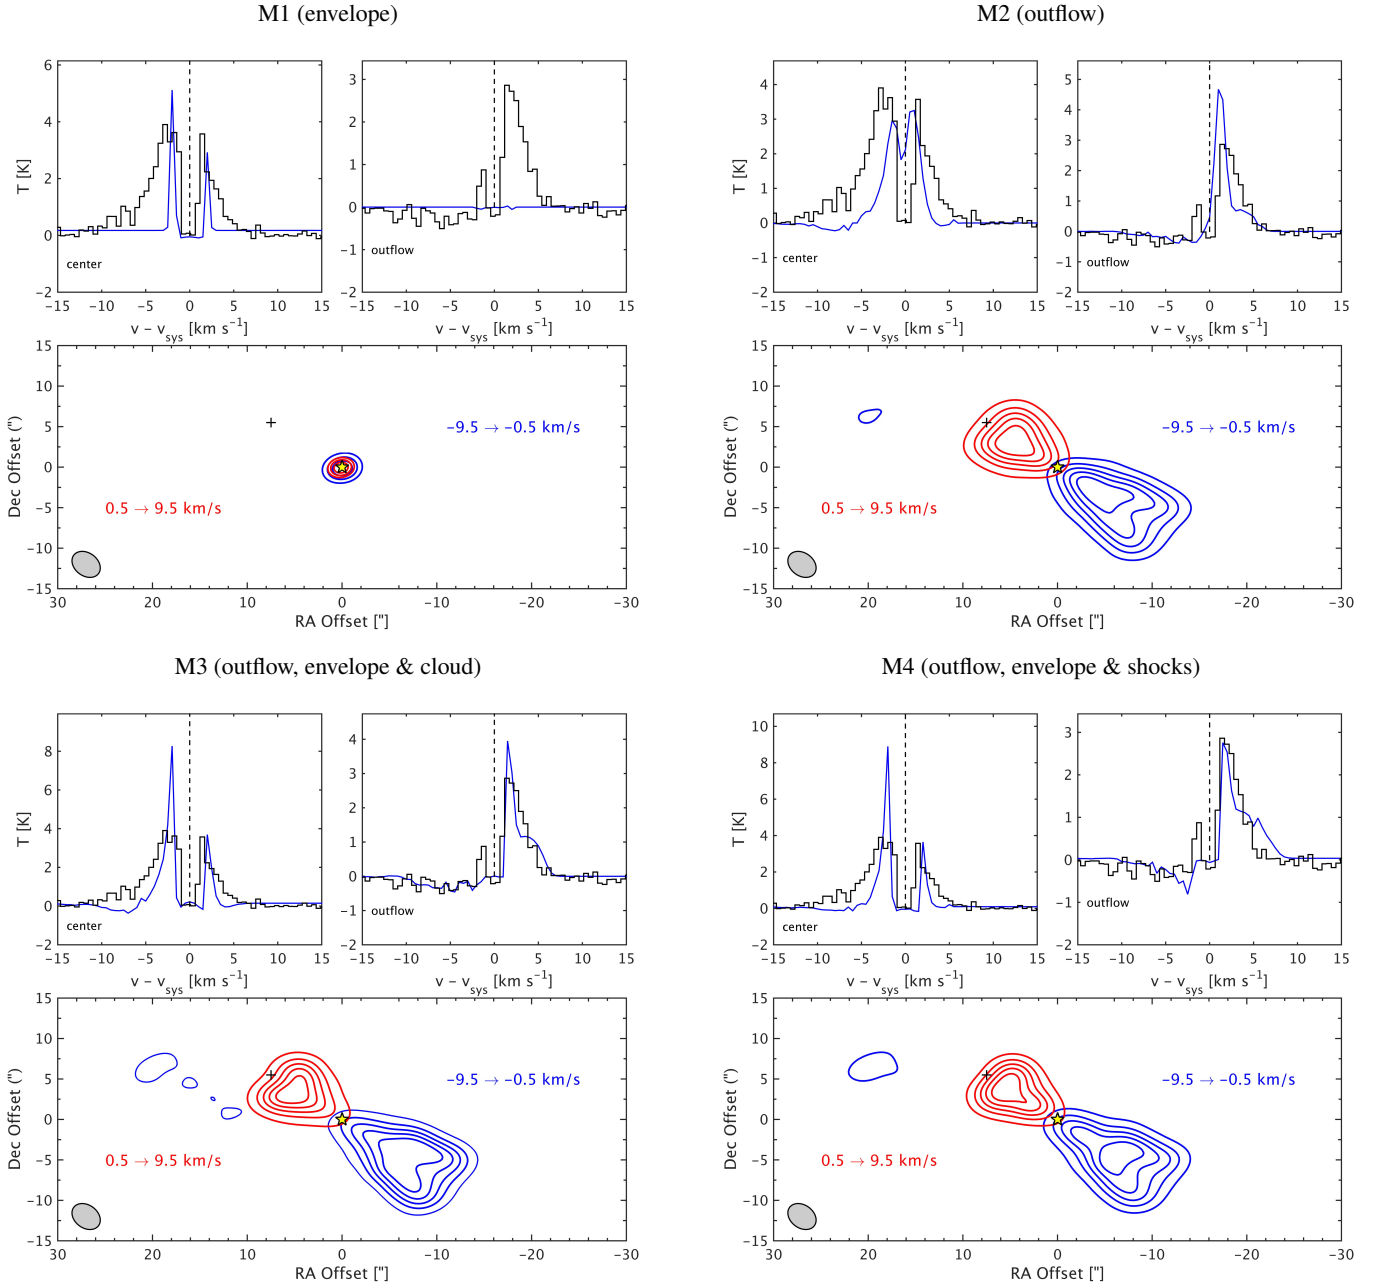 M1 (envelope)
M2 (outflow)
6
4
2
0
−2
T [K]
center
−15 −10 −5 0 5 10 15
v − vsys [km s−1]
3
2
1
0
−1
−2
outflow
−15 −10 −5 0 5 10 15
v − vsys [km s−1]
15
10
5
0
−5
−10
−15
Dec Offset (")
−9.5 → −0.5 km/s
0.5 → 9.5 km/s
30 20 10 0 −10 −20 −30
RA Offset ["]
4
3
2
1
0
−1
−2
T [K]
center
−15 −10 −5 0 5 10 15
v − vsys [km s−1]
5
4
3
2
1
0
−1
−2
outflow
−15 −10 −5 0 5 10 15
v − vsys [km s−1]
15
10
5
0
−5
−10
−15
Dec Offset (")
−9.5 → −0.5 km/s
0.5 → 9.5 km/s
30 20 10 0 −10 −20 −30
RA Offset ["]
M3 (outflow, envelope & cloud)
M4 (outflow, envelope & shocks)
8
6
4
2
0
−2
T [K]
center
−15 −10 −5 0 5 10 15
v − vsys [km s−1]
4
3
2
1
0
−1
−2
outflow
−15 −10 −5 0 5 10 15
v − vsys [km s−1]
15
10
5
0
−5
−10
−15
Dec Offset (")
−9.5 → −0.5 km/s
0.5 → 9.5 km/s
30 20 10 0 −10 −20 −30
RA Offset ["]
10
8
6
4
2
0
−2
T [K]
center
−15 −10 −5 0 5 10 15
v − vsys [km s−1]
3
2
1
0
−1
−2
outflow
−15 −10 −5 0 5 10 15
v − vsys [km s−1]
15
10
5
0
−5
−10
−15
Dec Offset (")
−9.5 → −0.5 km/s
0.5 → 9.5 km/s
30 20 10 0 −10 −20 −30
RA Offset ["]